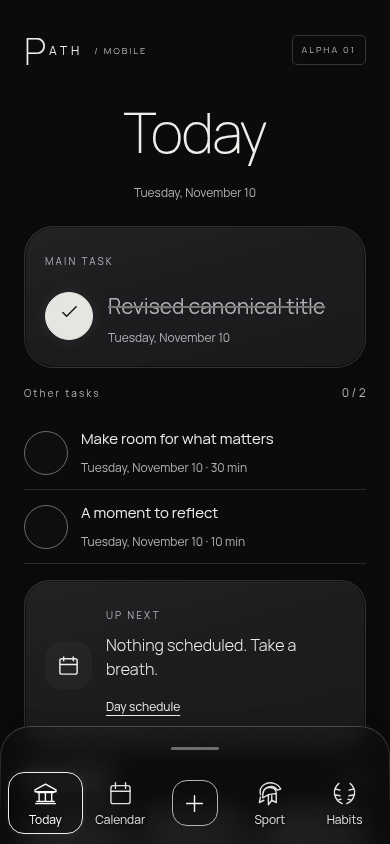 PATH / MOBILE
ALPHA 01
Today
Tuesday, November 10
MAIN TASK
Revised canonical title
Tuesday, November 10
Other tasks 0 / 2
Make room for what matters
Tuesday, November 10 · 30 min
A moment to reflect
Tuesday, November 10 · 10 min
UP NEXT
Nothing scheduled. Take a
breath.
Day schedule
Today Calendar Sport Habits